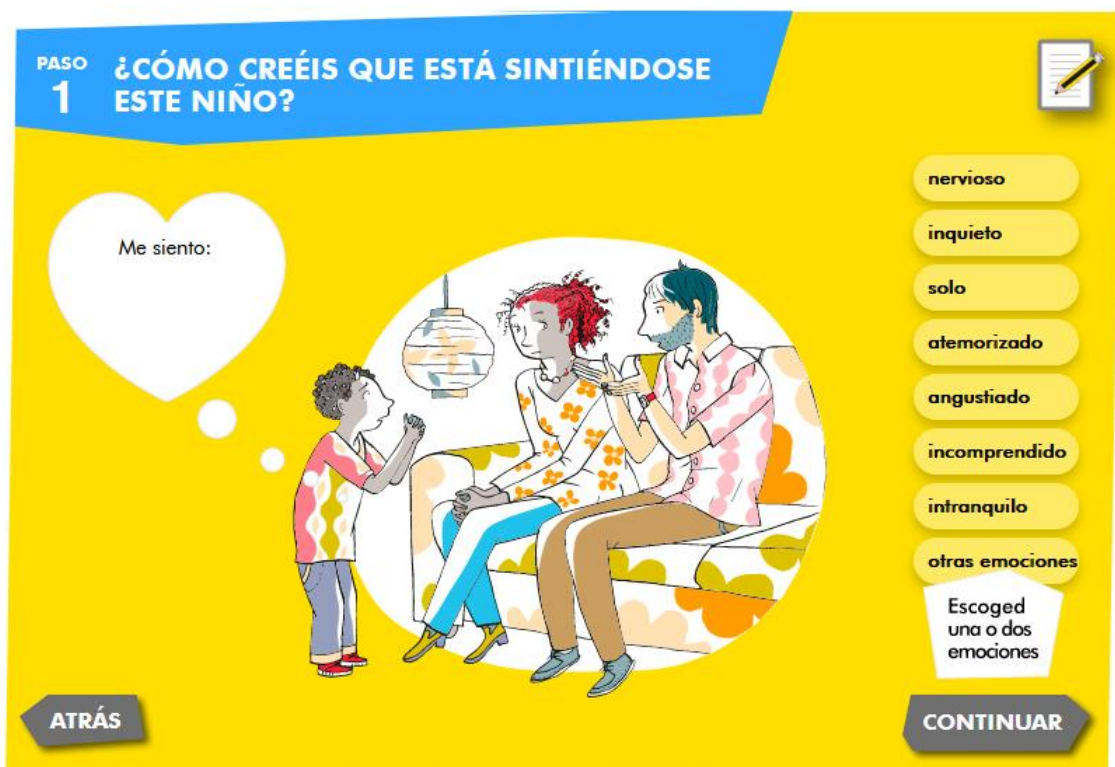 PASO
1
¿CÓMO CREÉIS QUE ESTÁ SINTIÉNDOSE
ESTE NIÑO?
Me siento:
nervioso
inquieto
solo
atemorizado
angustiado
incomprendido
intranquilo
otras emociones
Escoged
una o dos
emociones
ATRÁS
CONTINUAR